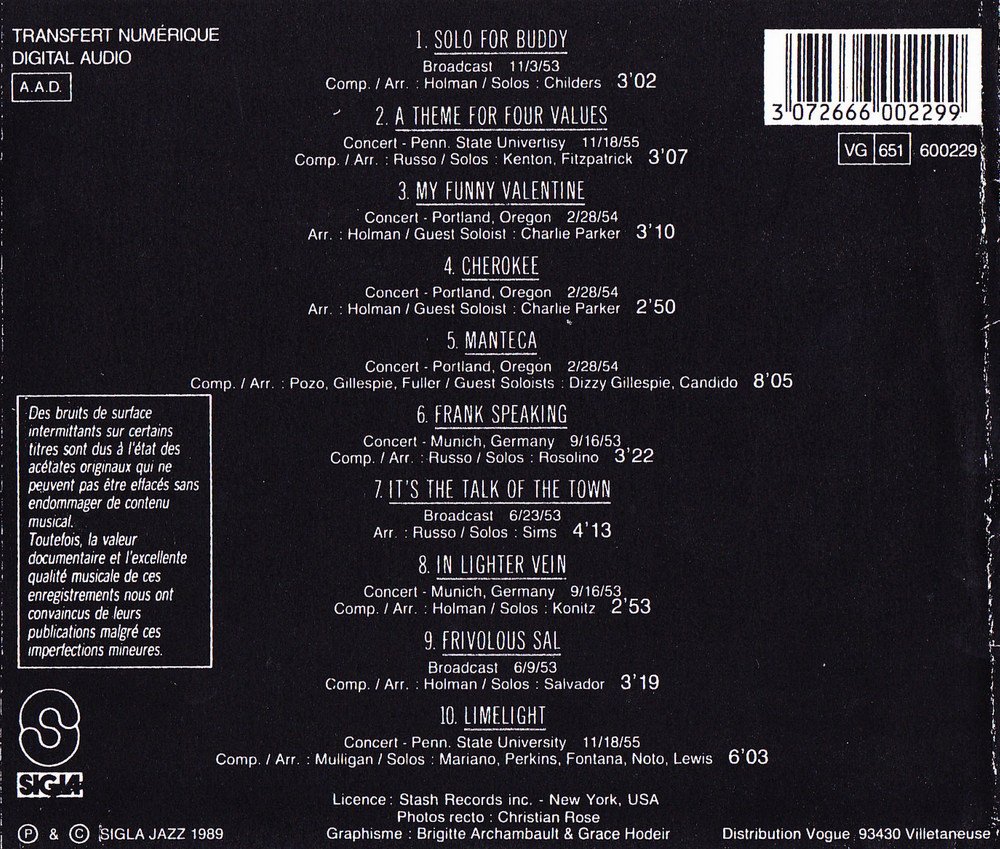 TRANSFERT NUMÉRIQUE
DIGITAL AUDIO
A.A.D.
1. SOLO FOR BUDDY
Broadcast 11/3/53
Comp. / Arr. : Holman / Solos : Childers 3'02
2. A THEME FOR FOUR VALUES
Concert - Penn. State Univertisy 11/18/55
Comp. / Arr. : Russo / Solos : Kenton, Fitzpatrick 3'07
3. MY FUNNY VALENTINE
Concert - Portland, Oregon 2/28/54
Arr. : Holman / Guest Soloist : Charlie Parker 3'10
4. CHEROKEE
Concert - Portland, Oregon 2/28/54
Arr. : Holman / Guest Soloist : Charlie Parker 2'50
5. MANTECA
Concert - Portland, Oregon 2/28/54
Comp. / Arr. : Pozo, Gillespie, Fuller / Guest Soloists : Dizzy Gillespie, Candido 8'05
6. FRANK SPEAKING
Concert - Munich, Germany 9/16/53
Comp. / Arr. : Russo / Solos : Rosolino 3'22
7. IT'S THE TALK OF THE TOWN
Broadcast 6/23/53
Arr. : Russo / Solos : Sims 4'13
8. IN LIGHTER VEIN
Concert - Munich, Germany 9/16/53
Comp. / Arr. : Holman / Solos : Konitz 2'53
9. FRIVOLOUS SAL
Broadcast 6/9/53
Comp. / Arr. : Holman / Solos : Salvador 3'19
10. LIMELIGHT
Concert - Penn. State University 11/18/55
Comp. / Arr. : Mulligan / Solos : Mariano, Perkins, Fontana, Noto, Lewis 6'03
3 072666 002299
VG 651 600229
Des bruits de surface
intermittants sur certains
titres sont dus à l'état des
acétates originaux qui ne
peuvent pas être effacés sans
endommager de contenu
musical.
Toutefois, la valeur
documentaire et l'excellente
qualité musicale de ces
enregistrements nous ont
convaincus de leurs
publications malgré ces
imperfections mineures.
SIGLA
Ⓟ & © SIGLA JAZZ 1989
Licence : Stash Records inc. - New York, USA
Photos recto : Christian Rose
Graphisme : Brigitte Archambault & Grace Hodeir
Distribution Vogue 93430 Villetaneuse